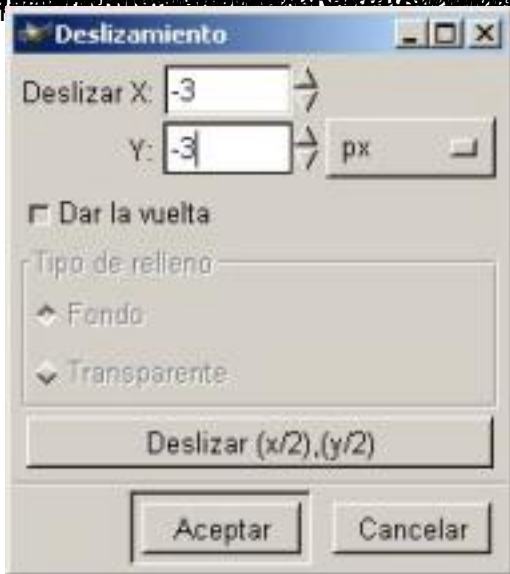 Deslizamiento
Deslizar X: -3
Y: -3 px
Dar la vuelta
Tipo de relleno
Fondo
Transparente
Deslizar (x/2),(y/2)
Aceptar Cancelar